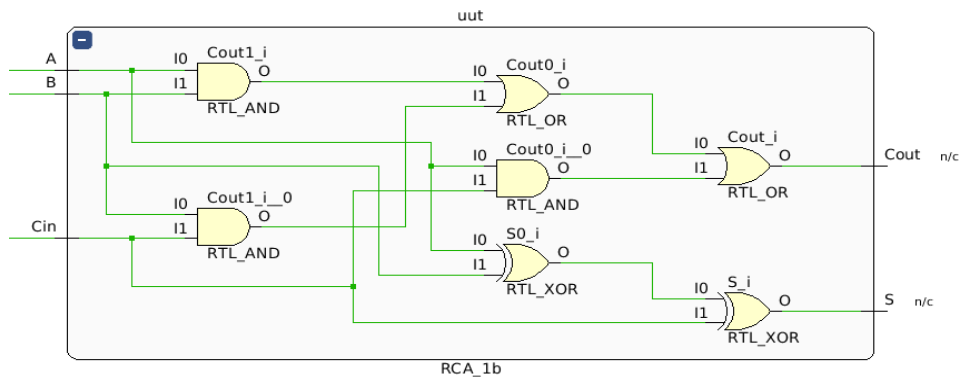 uut
A
B
Cin
I0
I1
Cout1_i
O
RTL_AND
I0
I1
Cout1_i__0
O
RTL_AND
I0
I1
Cout0_i
O
RTL_OR
I0
I1
Cout0_i__0
O
RTL_AND
I0
I1
S0_i
O
RTL_XOR
I0
I1
Cout_i
O
RTL_OR
I0
I1
S_i
O
RTL_XOR
Cout n/c
S n/c
RCA_1b